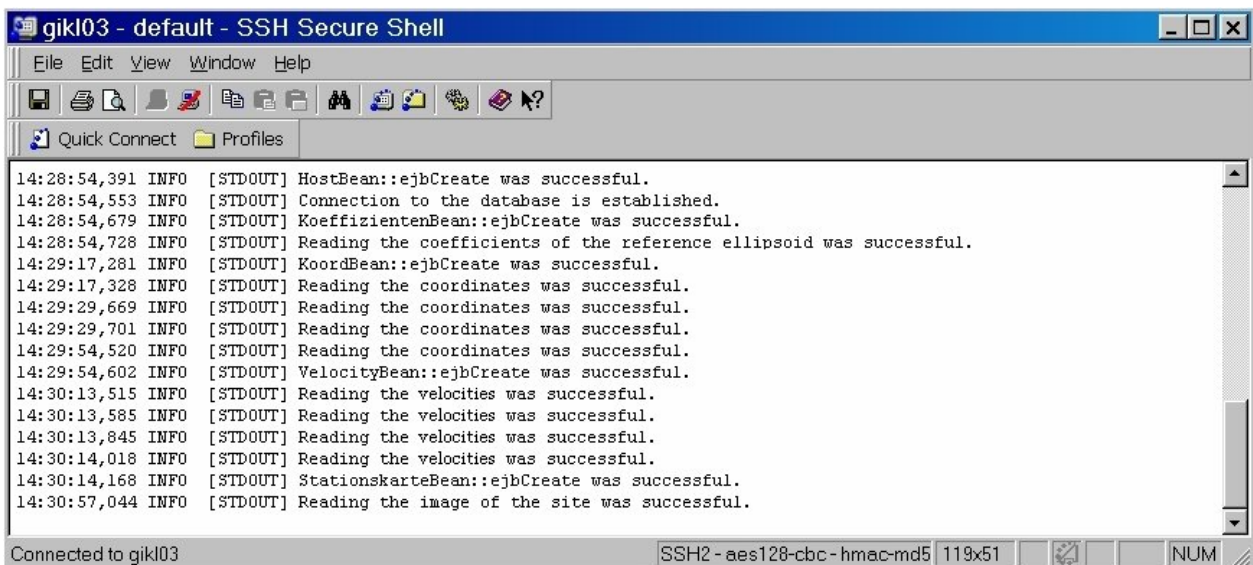 gikl03 - default - SSH Secure Shell
File Edit View Window Help
Quick Connect Profiles
14:28:54,391 INFO [STDOUT] HostBean::ejbCreate was successful.
14:28:54,553 INFO [STDOUT] Connection to the database is established.
14:28:54,679 INFO [STDOUT] KoeffizientenBean::ejbCreate was successful.
14:28:54,728 INFO [STDOUT] Reading the coefficients of the reference ellipsoid was successful.
14:29:17,281 INFO [STDOUT] KoordBean::ejbCreate was successful.
14:29:17,328 INFO [STDOUT] Reading the coordinates was successful.
14:29:29,669 INFO [STDOUT] Reading the coordinates was successful.
14:29:29,701 INFO [STDOUT] Reading the coordinates was successful.
14:29:54,520 INFO [STDOUT] Reading the coordinates was successful.
14:29:54,602 INFO [STDOUT] VelocityBean::ejbCreate was successful.
14:30:13,515 INFO [STDOUT] Reading the velocities was successful.
14:30:13,585 INFO [STDOUT] Reading the velocities was successful.
14:30:13,845 INFO [STDOUT] Reading the velocities was successful.
14:30:14,018 INFO [STDOUT] Reading the velocities was successful.
14:30:14,168 INFO [STDOUT] StationskarteBean::ejbCreate was successful.
14:30:57,044 INFO [STDOUT] Reading the image of the site was successful.
Connected to gikl03 SSH2 - aes128-cbc - hmac-md5 119x51 NUM